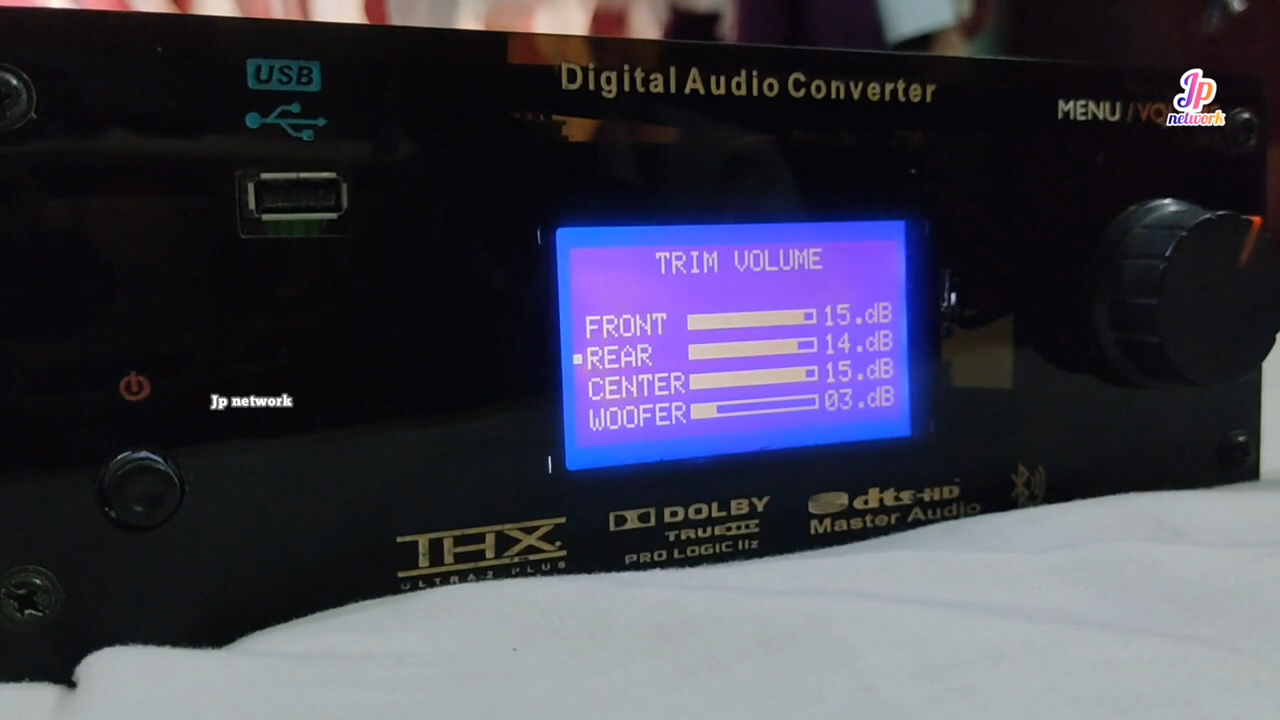 USB
Digital Audio Converter
MENU
Jp
network
TRIM VOLUME
FRONT 15.dB
REAR 14.dB
CENTER 15.dB
WOOFER 03.dB
Jp network
THX
ULTRA2 PLUS
DOLBY
TRUE
PRO LOGIC IIz
dts-HD
Master Audio